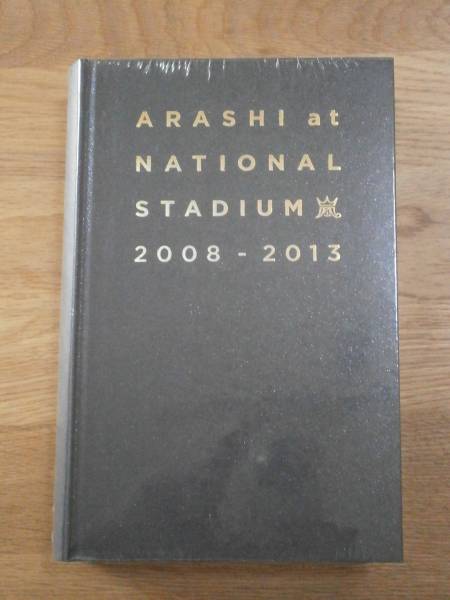 ARASHI at
NATIONAL
STADIUM 嵐
2008 - 2013